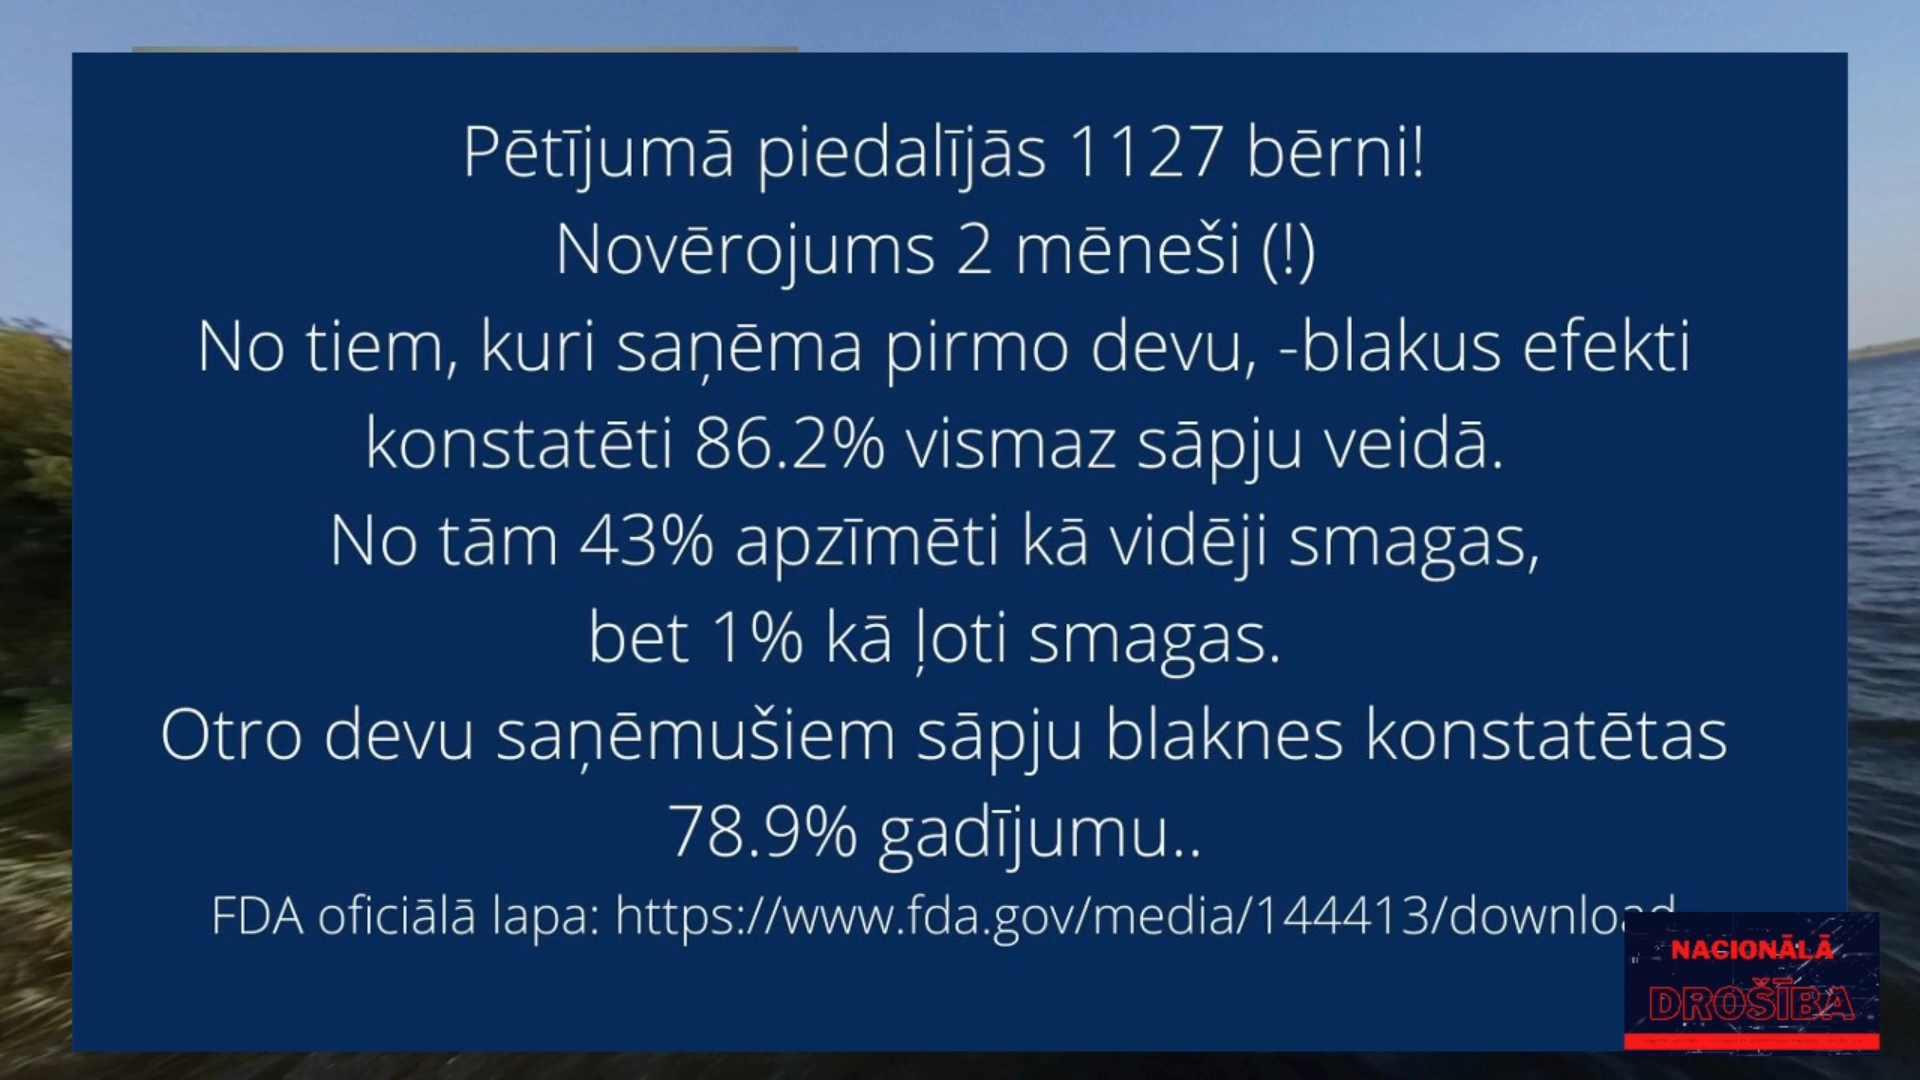 Pētījumā piedalījās 1127 bērni!
Novērojums 2 mēneši (!)
No tiem, kuri saņēma pirmo devu, -blakus efekti
konstatēti 86.2% vismaz sāpju veidā.
No tām 43% apzīmēti kā vidēji smagas,
bet 1% kā ļoti smagas.
Otro devu saņēmušiem sāpju blaknes konstatētas
78.9% gadījumu..
FDA oficiālā lapa: https://www.fda.gov/media/144413/download
NACIONĀLĀ
DROŠĪBA